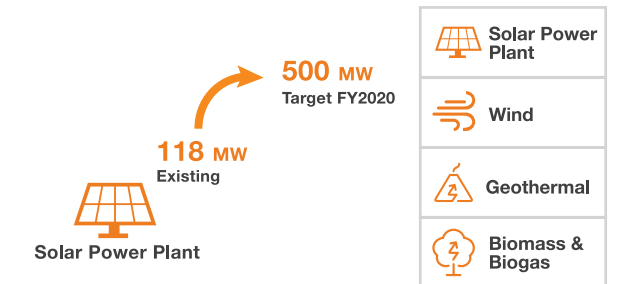 500 MW
Target FY2020
118 MW
Existing
Solar Power Plant
Solar Power
Plant
Wind
Geothermal
Biomass &
Biogas